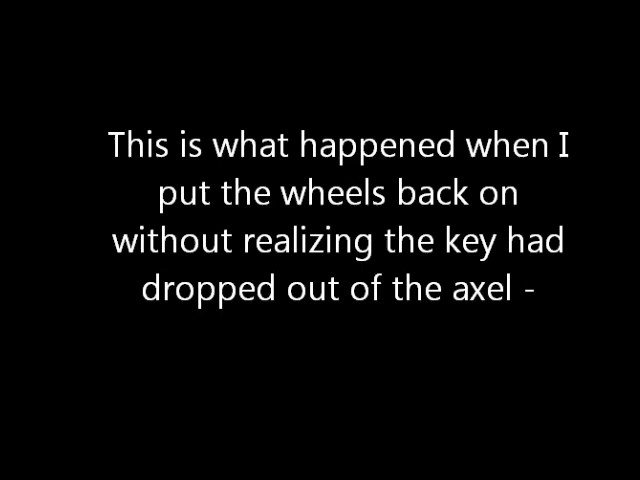 This is what happened when I
put the wheels back on
without realizing the key had
dropped out of the axel -